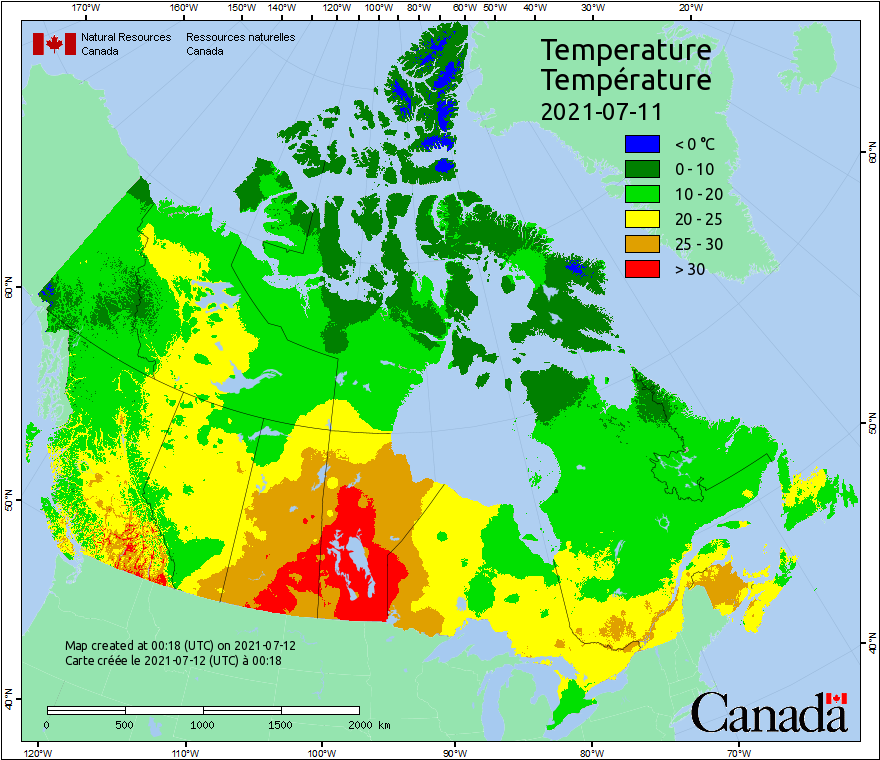 170°W 160°W 150°W 140°W 120°W 100°W 80°W 60°W 50°W 40°W 30°W 20°W
Natural Resources Ressources naturelles
Canada Canada
Temperature
Température
2021-07-11
< 0 °C
0 - 10
10 - 20
20 - 25
25 - 30
> 30
60°N
60°N
50°N
50°N
40°N
40°N
Map created at 00:18 (UTC) on 2021-07-12
Carte créée le 2021-07-12 (UTC) à 00:18
0 500 1000 1500 2000 km
Canada
120°W 110°W 100°W 90°W 80°W 70°W